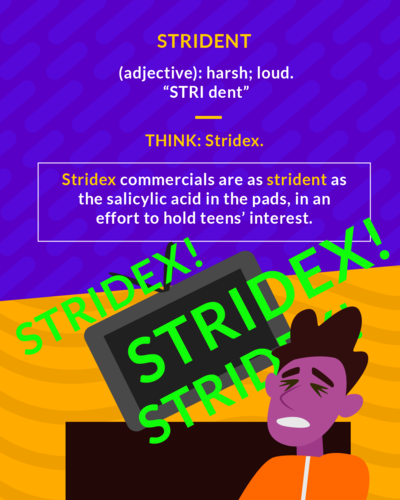 STRIDENT
(adjective): harsh; loud.
“STRI dent”
THINK: Stridex.
Stridex commercials are as strident as
the salicylic acid in the pads, in an
effort to hold teens’ interest.
STRIDEX!
STRIDEX!